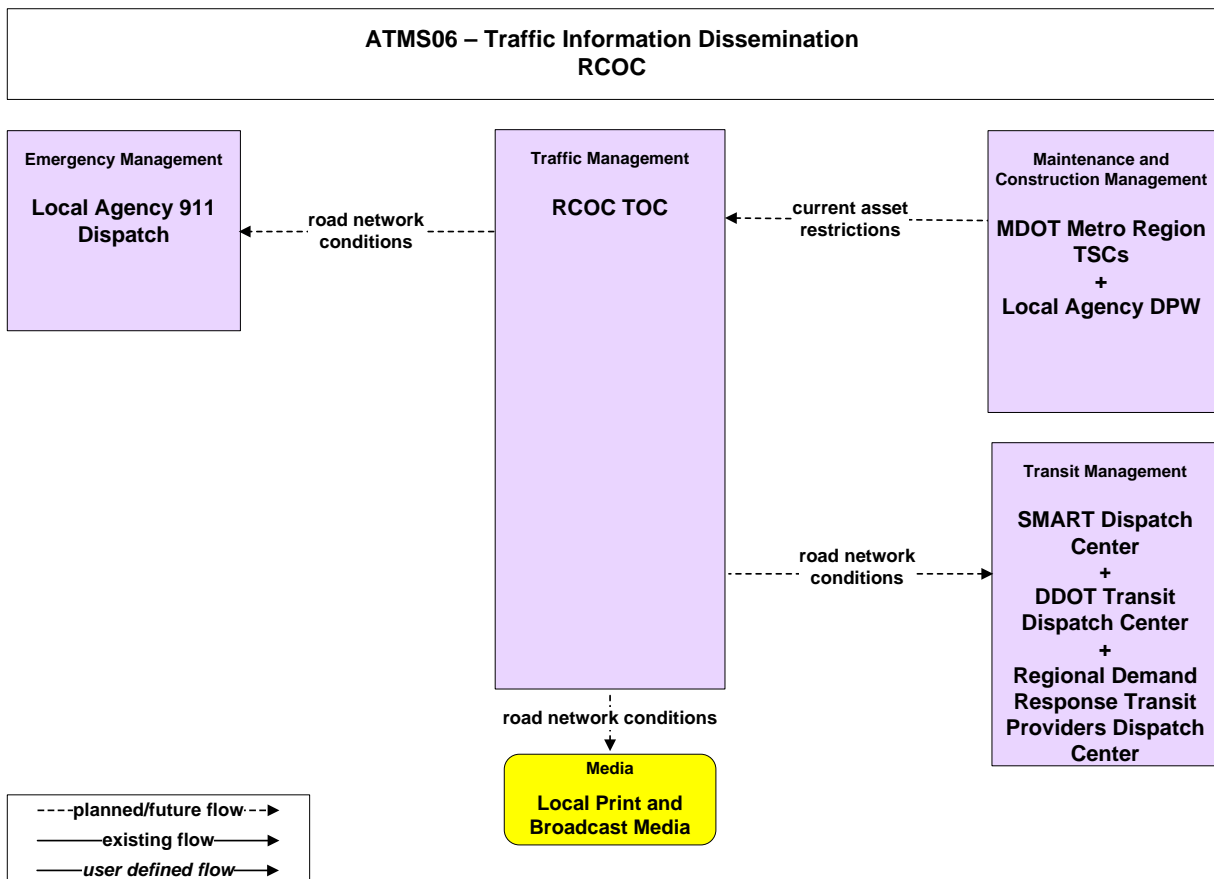 ATMS06 – Traffic Information Dissemination
RCOC
Emergency Management
Local Agency 911
Dispatch
road network
conditions
Traffic Management
RCOC TOC
current asset
restrictions
Maintenance and
Construction Management
MDOT Metro Region
TSCs
+
Local Agency DPW
road network
conditions
Transit Management
SMART Dispatch
Center
+
DDOT Transit
Dispatch Center
+
Regional Demand
Response Transit
Providers Dispatch
Center
road network conditions
Media
Local Print and
Broadcast Media
planned/future flow
existing flow
user defined flow